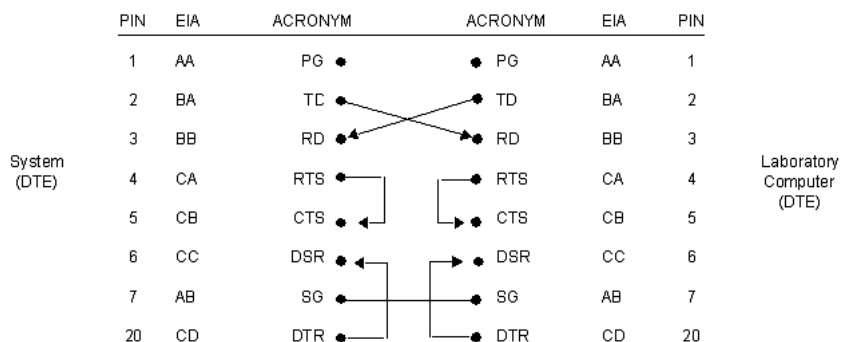 PIN EIA ACRONYM ACRONYM EIA PIN
1 AA PG PG AA 1
2 BA TD TD BA 2
3 BB RD RD BB 3
System
(DTE)
4 CA RTS RTS CA 4
Laboratory
Computer
(DTE)
5 CB CTS CTS CB 5
6 CC DSR DSR CC 6
7 AB SG SG AB 7
20 CD DTR DTR CD 20